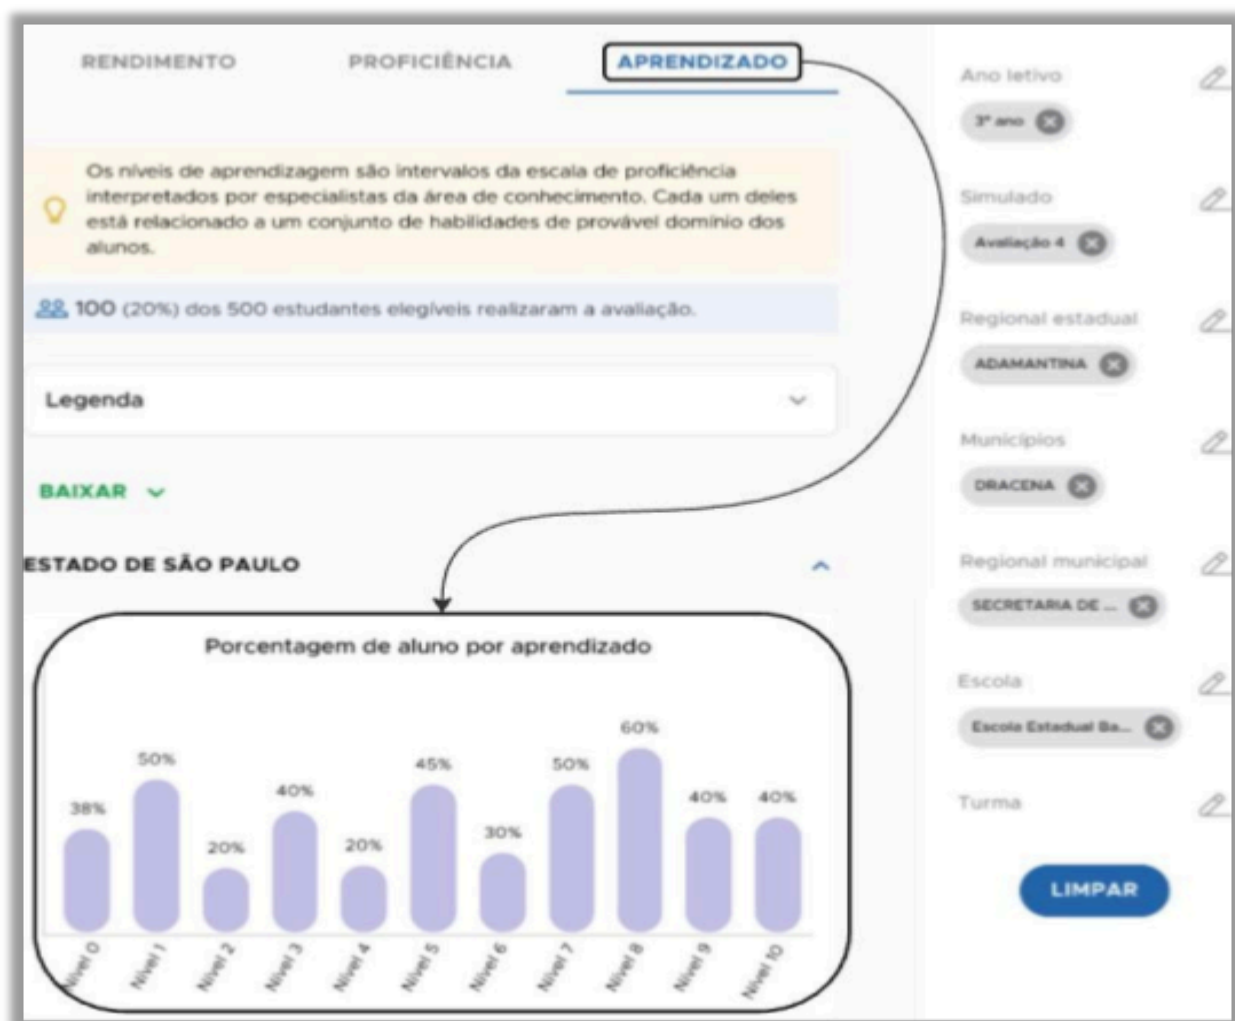 RENDIMENTO PROFICIÊNCIA APRENDIZADO
Os níveis de aprendizagem são intervalos da escala de proficiência
interpretados por especialistas da área de conhecimento. Cada um deles
está relacionado a um conjunto de habilidades de provável domínio dos
alunos.
100 (20%) dos 500 estudantes elegíveis realizaram a avaliação.
Legenda
BAIXAR
ESTADO DE SÃO PAULO
Porcentagem de aluno por aprendizado
38% 50% 20% 40% 20% 45% 30% 50% 60% 40% 40%
Nível 0 Nível 1 Nível 2 Nível 3 Nível 4 Nível 5 Nível 6 Nível 7 Nível 8 Nível 9 Nível 10
Ano letivo
3º ano
Simulado
Avaliação 4
Regional estadual
ADAMANTINA
Municípios
DRACENA
Regional municipal
SECRETARIA DE ...
Escola
Escola Estadual Ba...
Turma
LIMPAR